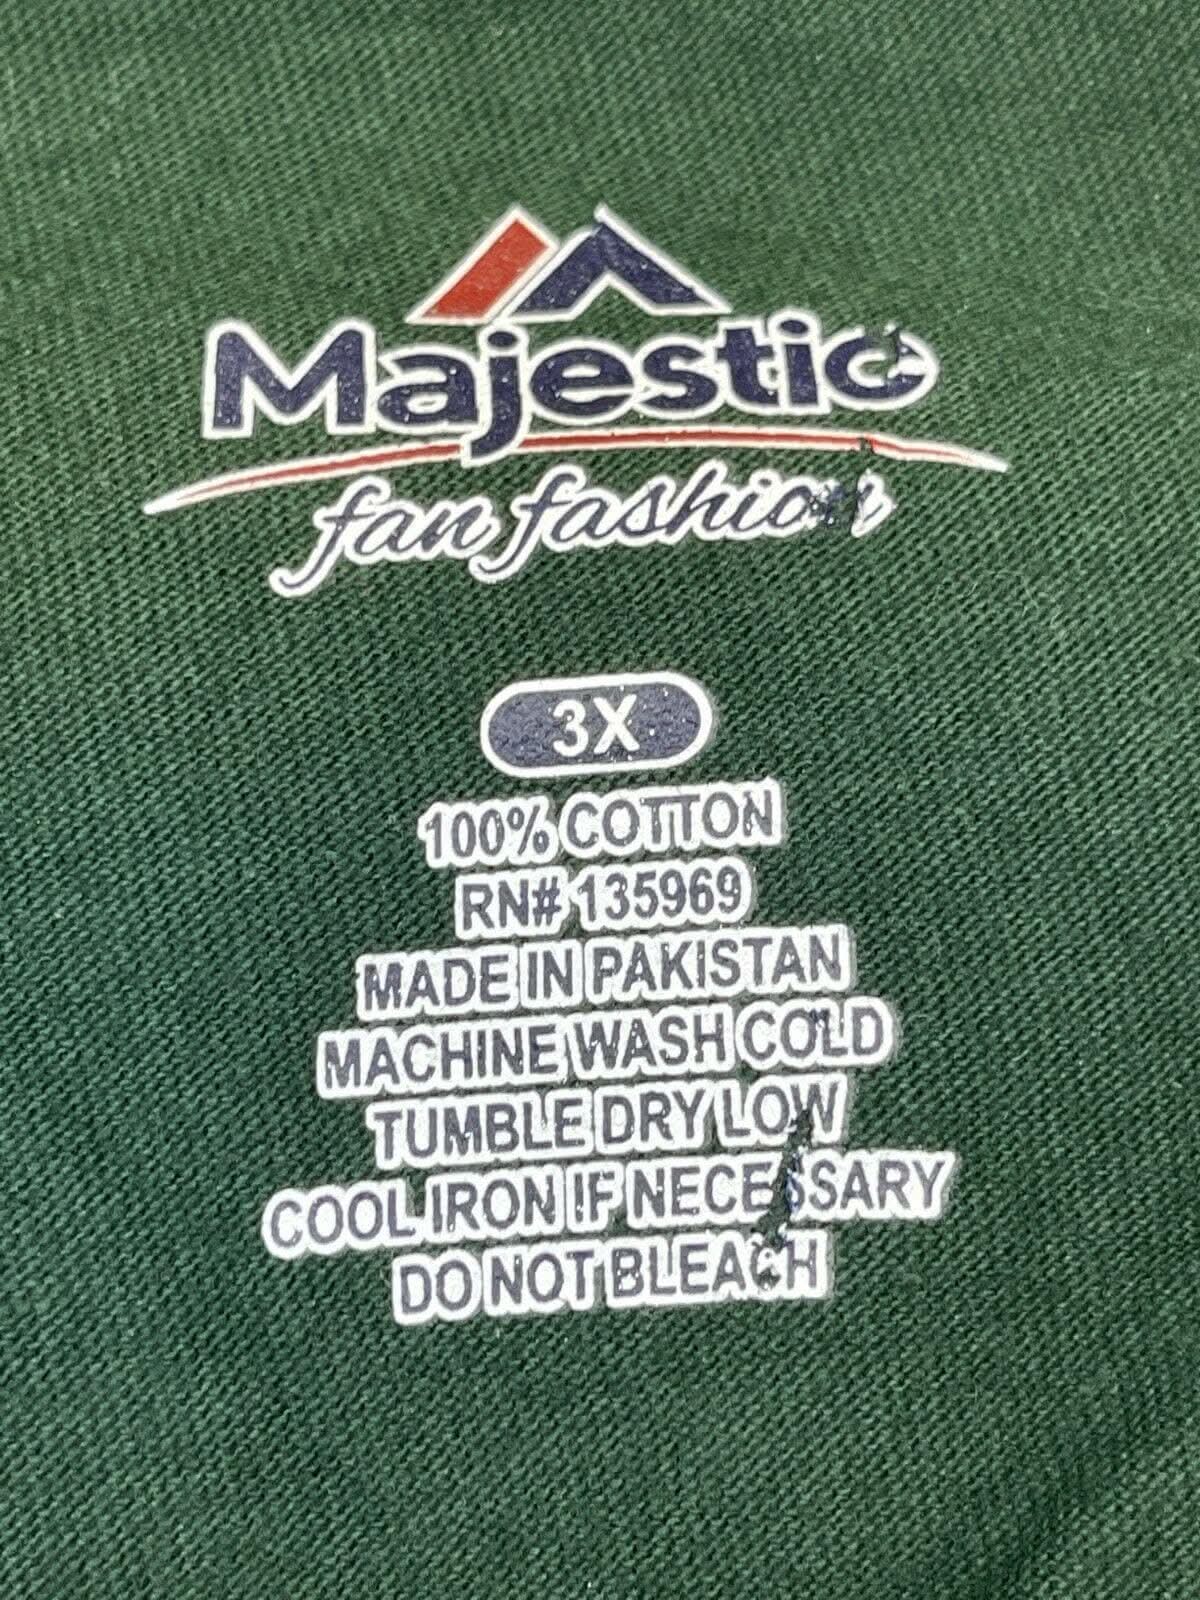 Majestic
fan fashion
3X
100% COTTON
RN# 135969
MADE IN PAKISTAN
MACHINE WASH COLD
TUMBLE DRY LOW
COOL IRON IF NECESSARY
DO NOT BLEACH